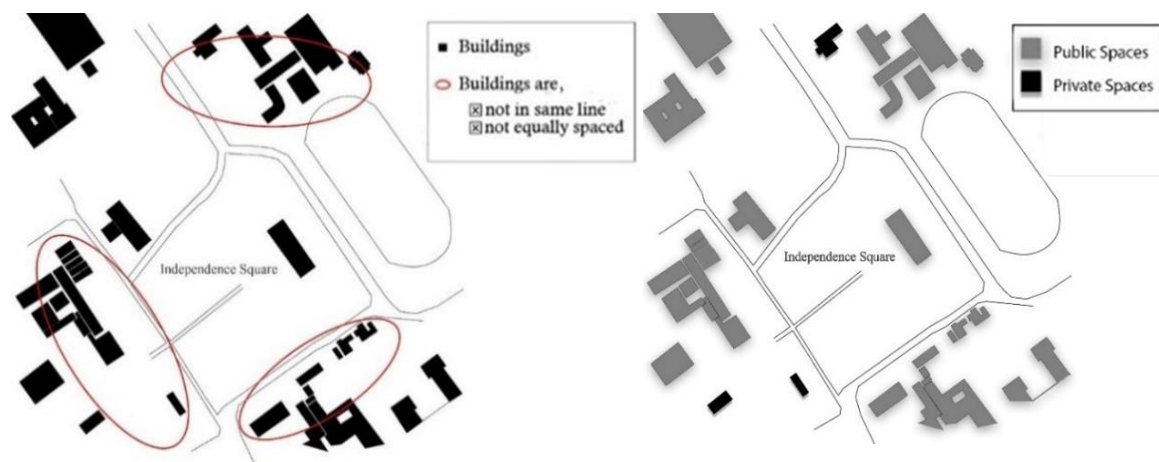 Buildings
Buildings are,
☒ not in same line
☒ not equally spaced
Independence Square
Public Spaces
Private Spaces
Independence Square